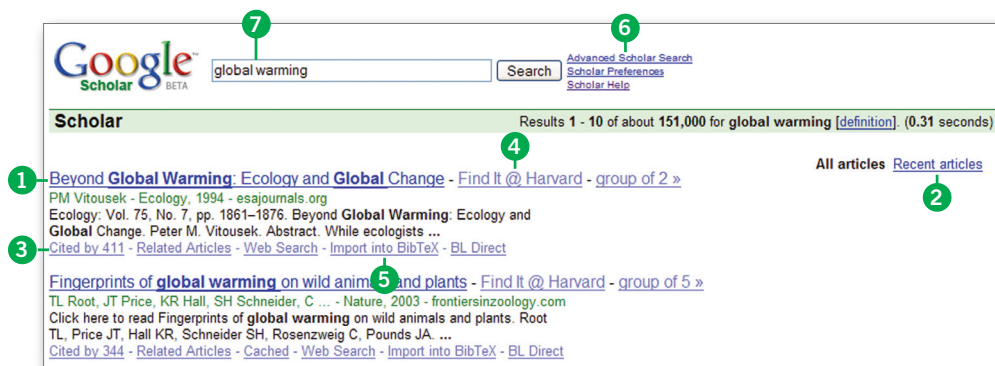 7
6
Google™
Scholar BETA
global warming
Search
Advanced Scholar Search
Scholar Preferences
Scholar Help
Scholar
Results 1 - 10 of about 151,000 for global warming [definition]. (0.31 seconds)
4
All articles Recent articles
2
1
Beyond Global Warming: Ecology and Global Change - Find It @ Harvard - group of 2 »
PM Vitousek - Ecology, 1994 - esajournals.org
Ecology: Vol. 75, No. 7, pp. 1861–1876. Beyond Global Warming: Ecology and
Global Change. Peter M. Vitousek. Abstract. While ecologists ...
3
Cited by 411 - Related Articles - Web Search - Import into BibTeX - BL Direct
5
Fingerprints of global warming on wild and plants - Find It @ Harvard - group of 5 »
TL Root, JT Price, KR Hall, SH Schneider, C ... - Nature, 2003 - frontiersinzoology.com
Click here to read Fingerprints of global warming on wild animals and plants. Root
TL, Price JT, Hall KR, Schneider SH, Rosenzweig C, Pounds JA. ...
Cited by 344 - Related Articles - Cached - Web Search - Import into BibTeX - BL Direct